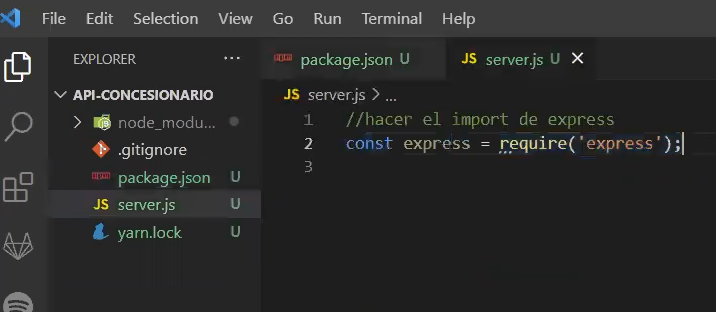 File Edit Selection View Go Run Terminal Help
EXPLORER ...
package.json U
JS server.js U
API-CONCESIONARIO
node_modu...
.gitignore
package.json U
JS server.js U
yarn.lock U
JS server.js > ...
1 //hacer el import de express
2 const express = require('express');
3